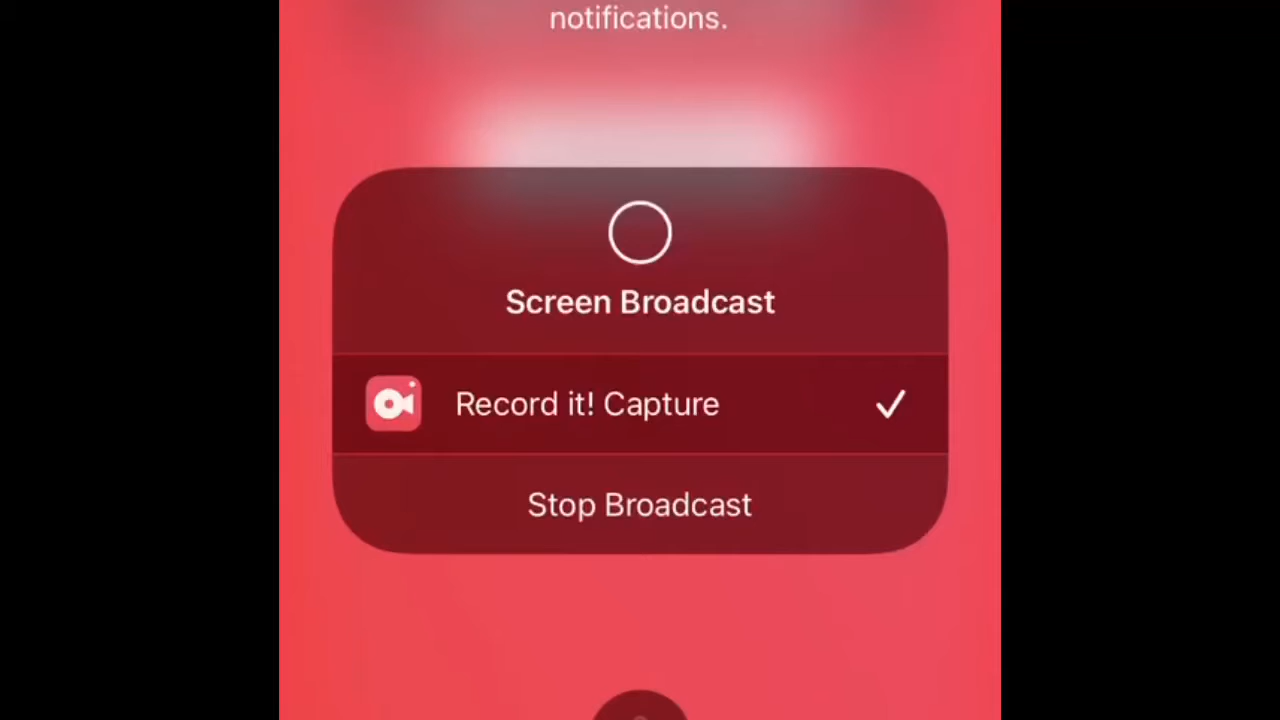 notifications.
Screen Broadcast
Record it! Capture
Stop Broadcast